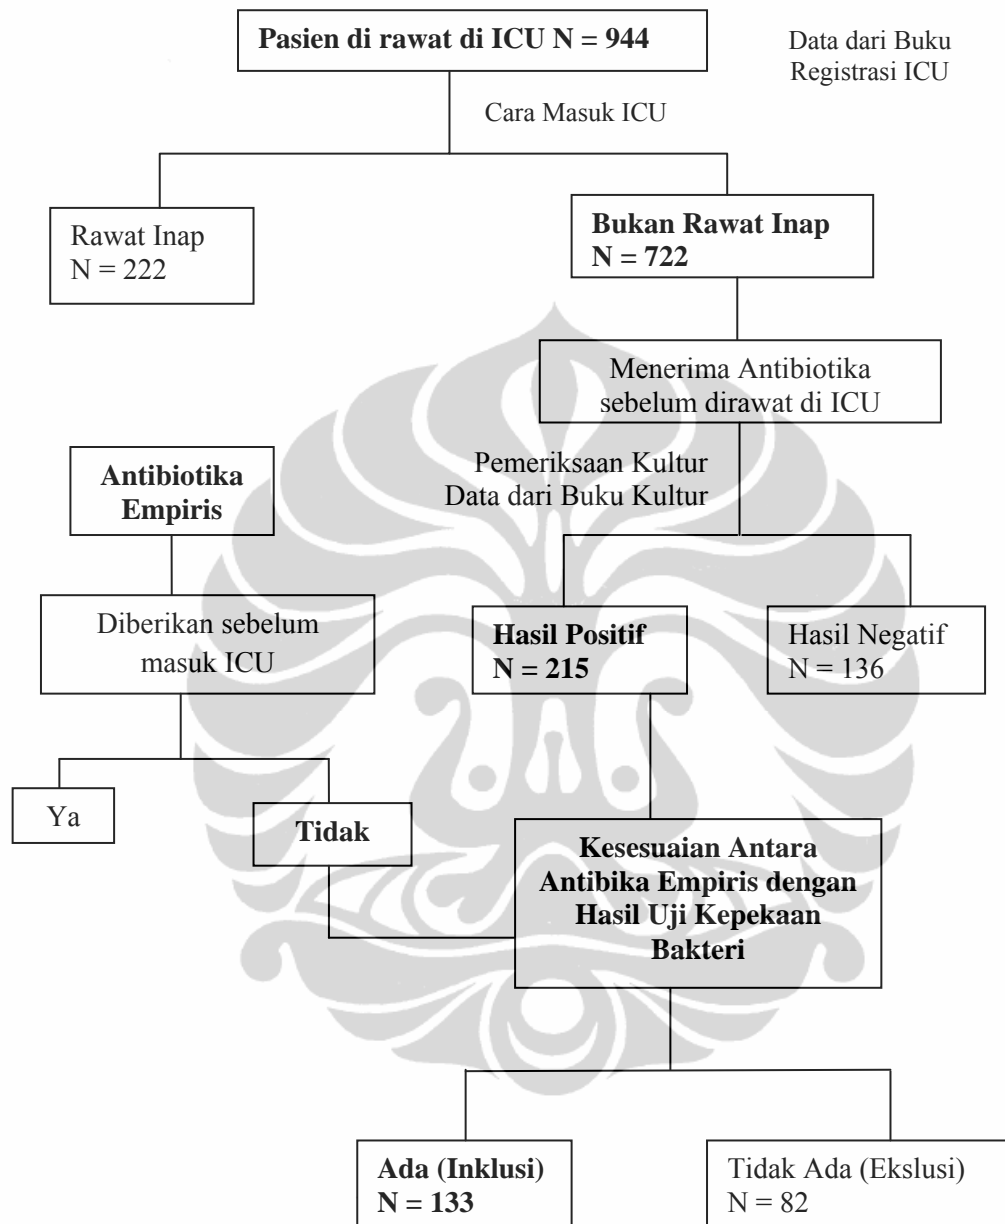 Pasien di rawat di ICU N = 944
Data dari Buku
Registrasi ICU
Cara Masuk ICU
Rawat Inap
N = 222
Bukan Rawat Inap
N = 722
Menerima Antibiotika
sebelum dirawat di ICU
Pemeriksaan Kultur
Data dari Buku Kultur
Antibiotika
Empiris
Diberikan sebelum
masuk ICU
Hasil Positif
N = 215
Hasil Negatif
N = 136
Ya
Tidak
Kesesuaian Antara
Antibika Empiris dengan
Hasil Uji Kepekaan
Bakteri
Ada (Inklusi)
N = 133
Tidak Ada (Ekslusi)
N = 82